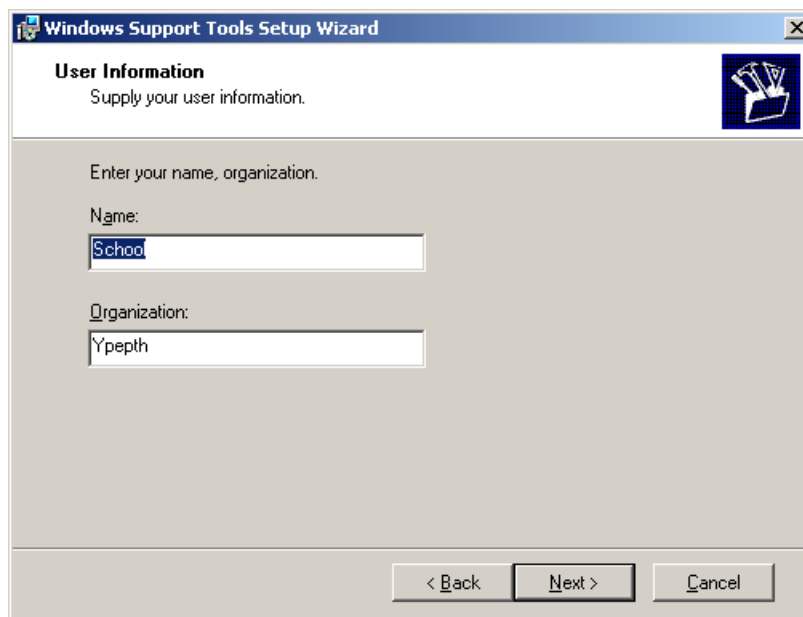 Windows Support Tools Setup Wizard
User Information
Supply your user information.
Enter your name, organization.
Name:
School
Organization:
Ypepth
< Back Next > Cancel